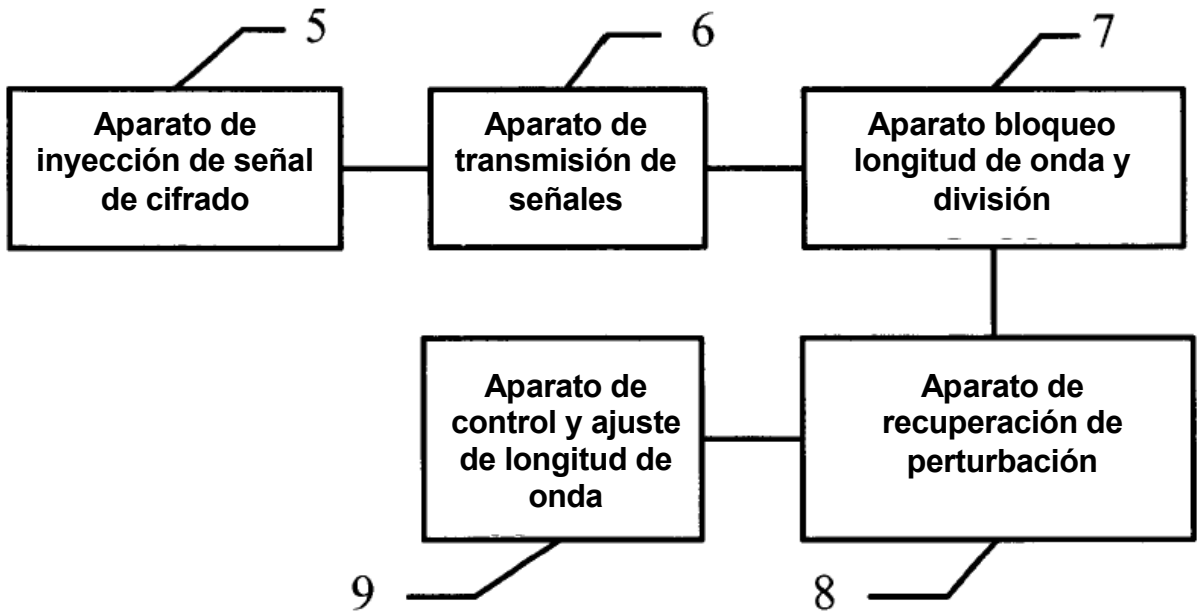 5
6
7
Aparato de
inyección de señal
de cifrado
Aparato de
transmisión de
señales
Aparato bloqueo
longitud de onda y
división
Aparato de
control y ajuste
de longitud de
onda
Aparato de
recuperación de
perturbación
9
8